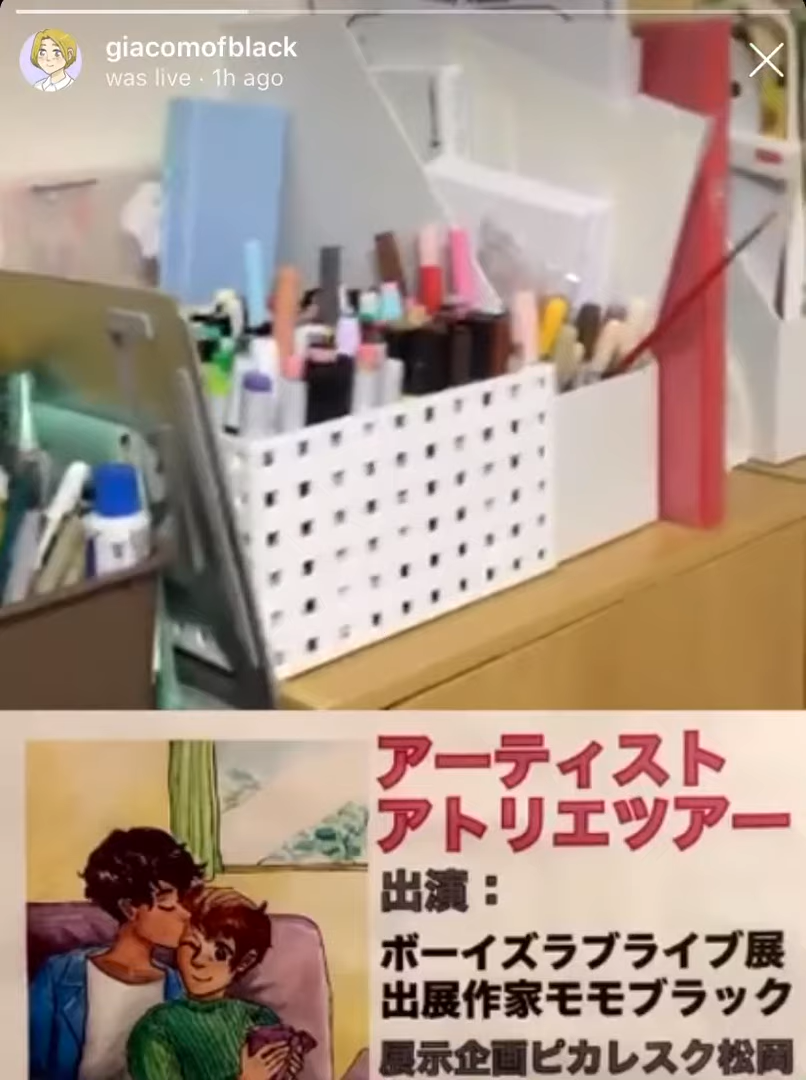 giacomofblack
was live · 1h ago
アーティスト
アトリエツアー
出演：
ボーイズラブライブ展
出展作家モモブラック
展示企画ピカレスク松岡